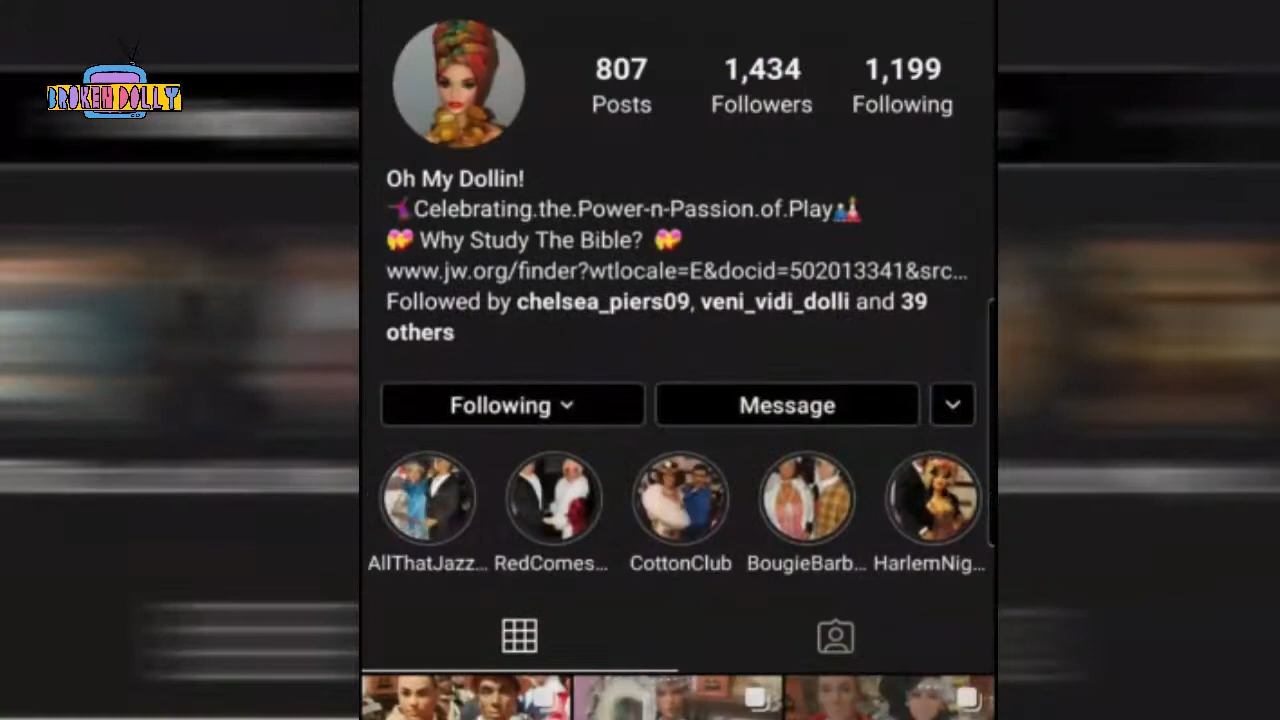 BROKEN DOLLY
807
1,434
1,199
Posts
Followers
Following
Oh My Dollin!
Celebrating.the.Power-n-Passion.of.Play
💝 Why Study The Bible? 💝
www.jw.org/finder?wtlocale=E&docid=502013341&src...
Followed by chelsea_piers09, veni_vidi_dolli and 39
others
Following
Message
AllThatJazz...
RedComes...
CottonClub
BougieBarb...
HarlemNig...